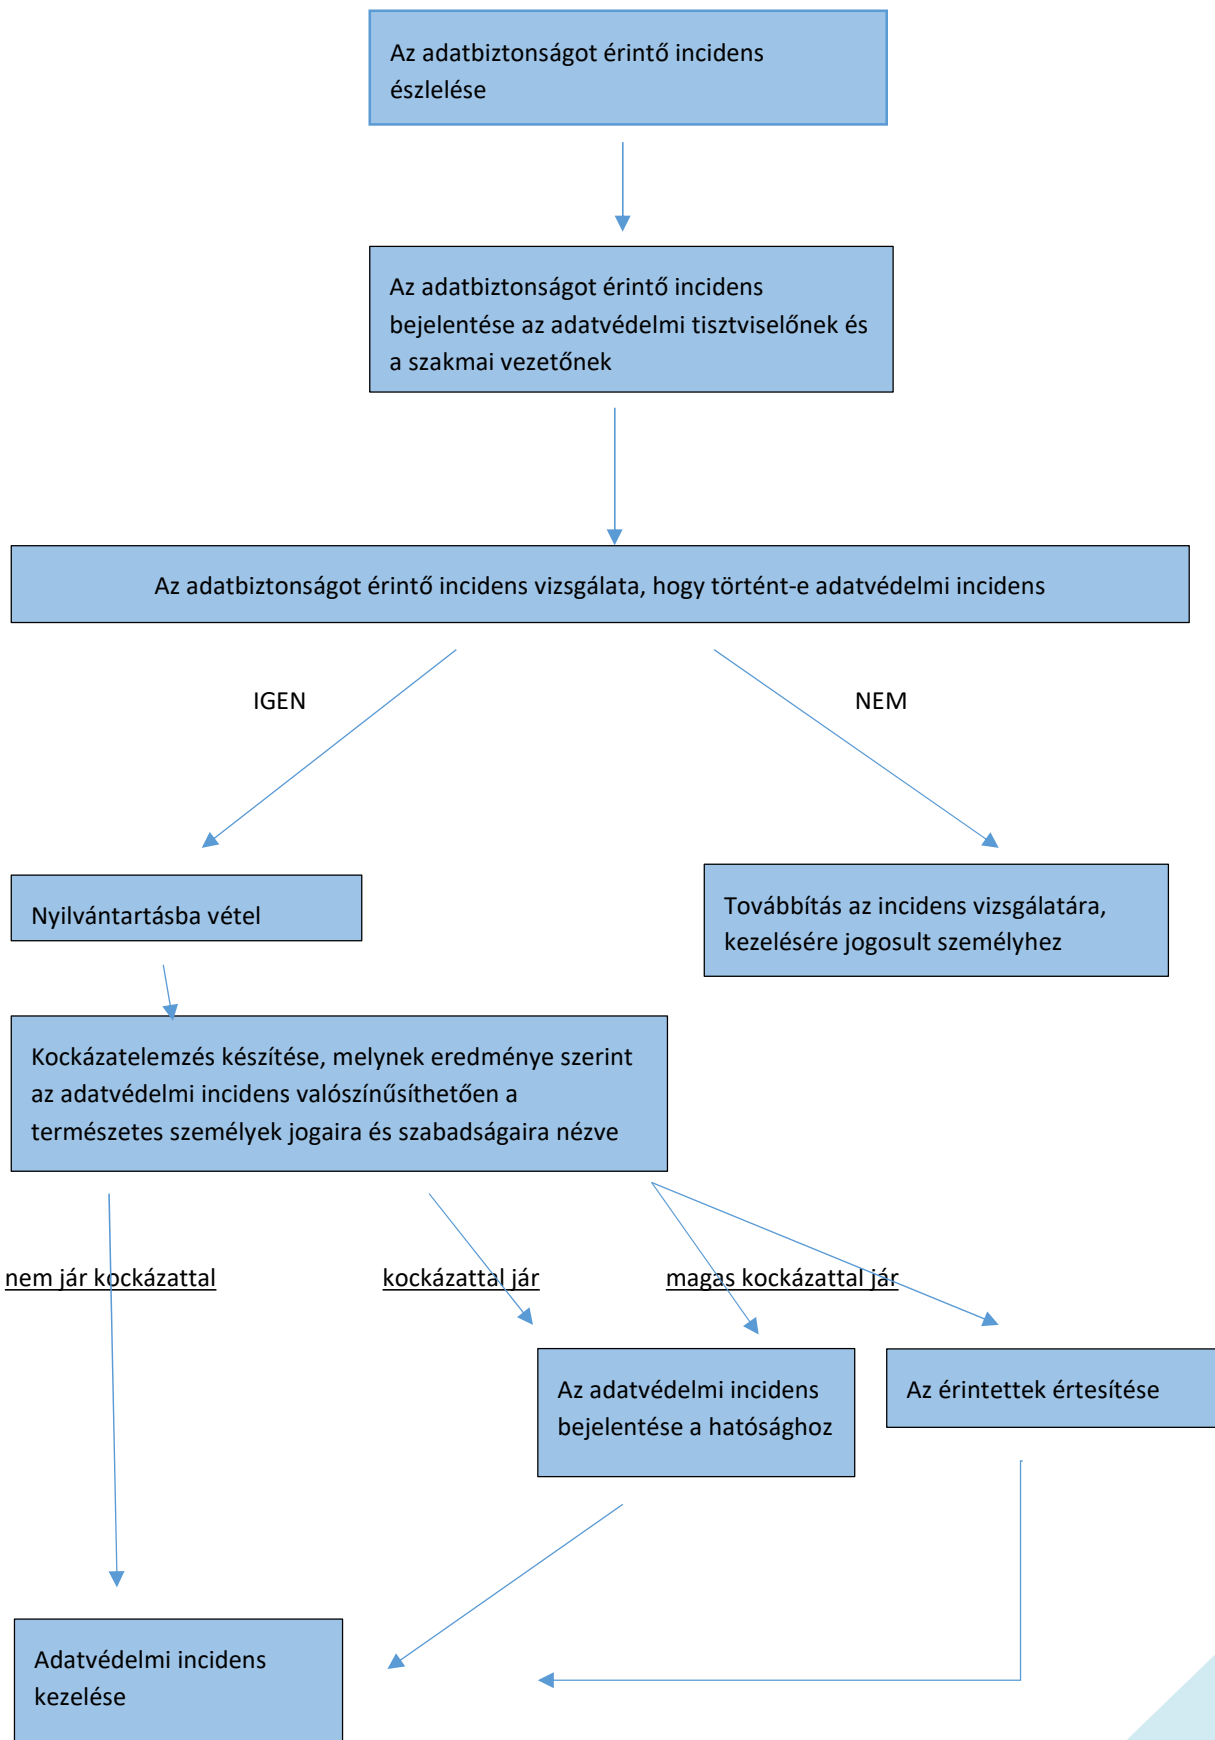 Az adatbiztonságot érintő incidens
észlelése
Az adatbiztonságot érintő incidens
bejelentése az adatvédelmi tisztviselőnek és
a szakmai vezetőnek
Az adatbiztonságot érintő incidens vizsgálata, hogy történt-e adatvédelmi incidens
IGEN
NEM
Nyilvántartásba vétel
Továbbítás az incidens vizsgálatára,
kezelésére jogosult személyhez
Kockázatelemzés készítése, melynek eredménye szerint
az adatvédelmi incidens valószínűsíthetően a
természetes személyek jogaira és szabadságaira nézve
nem jár kockázattal
kockázattal jár
magas kockázattal jár
Az adatvédelmi incidens
bejelentése a hatósághoz
Az érintettek értesítése
Adatvédelmi incidens
kezelése